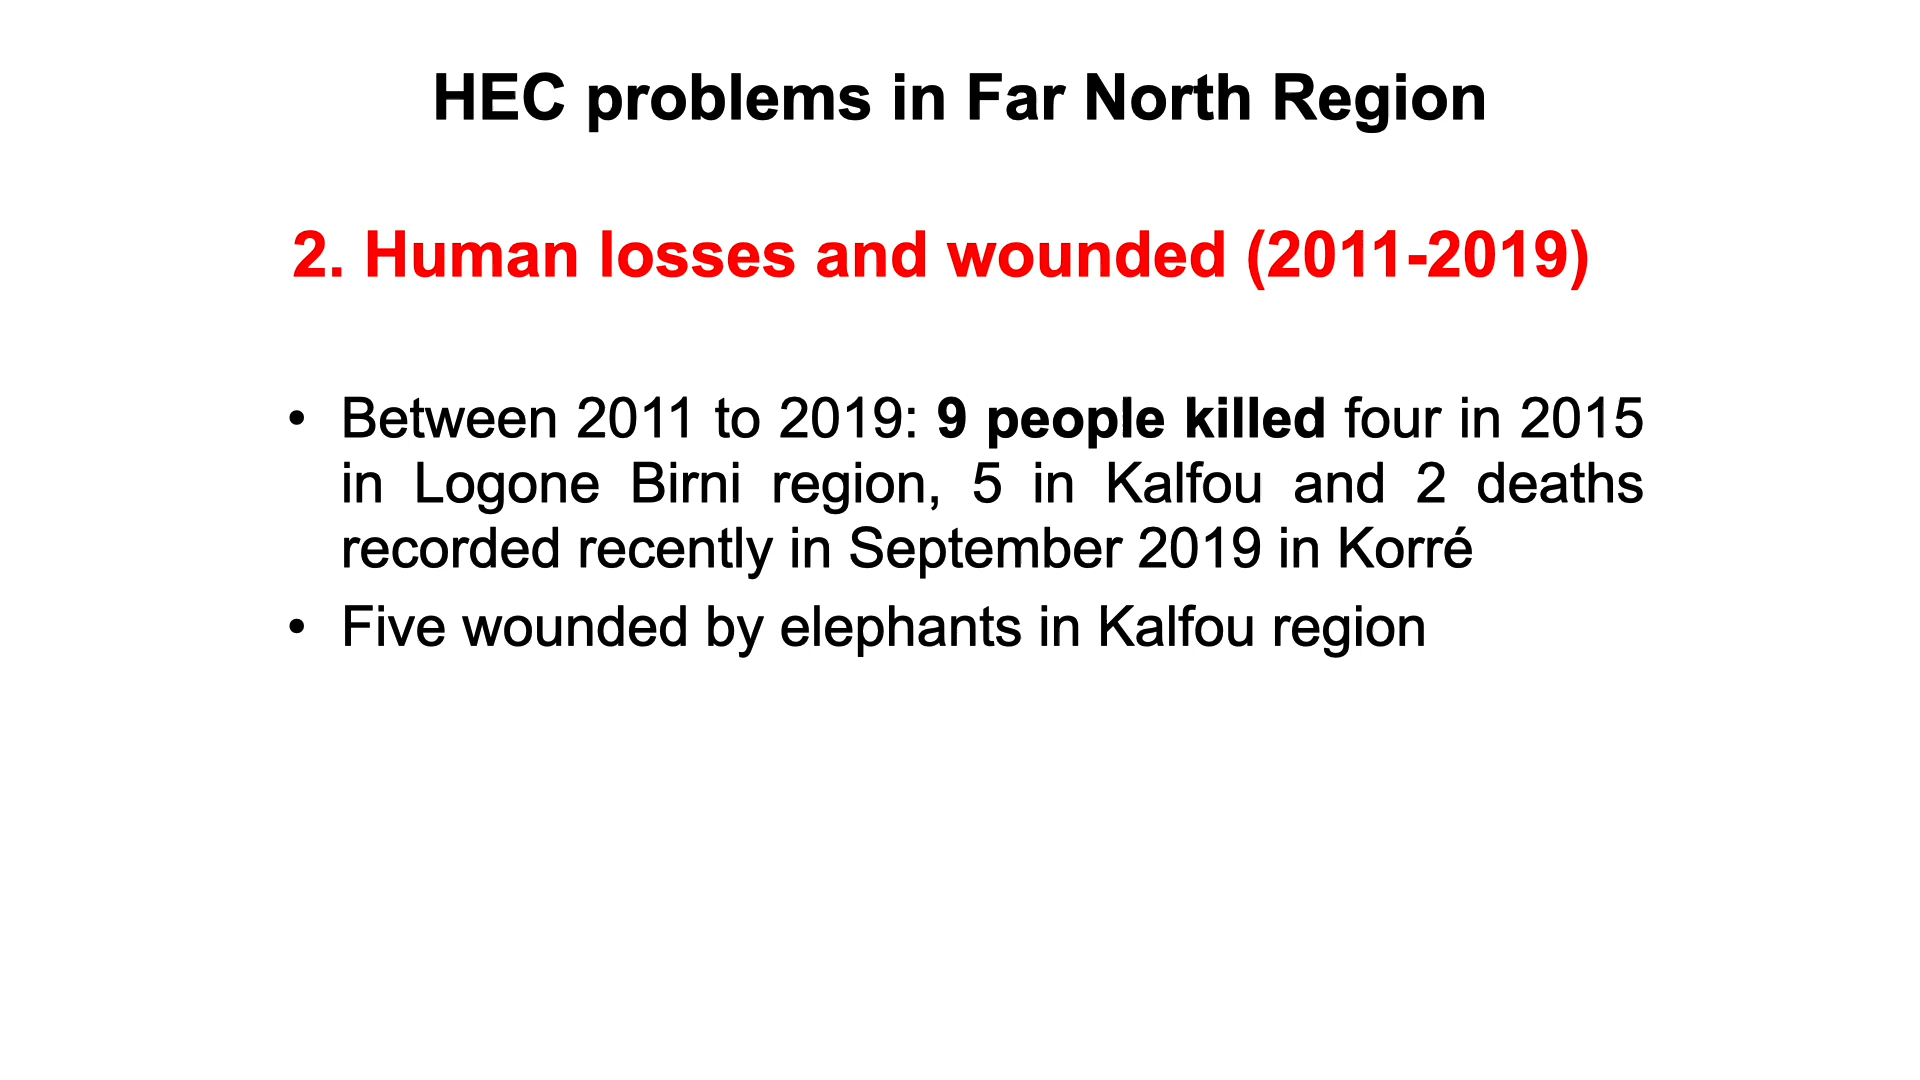 HEC problems in Far North Region
2. Human losses and wounded (2011-2019)
• Between 2011 to 2019: 9 people killed four in 2015
in Logone Birni region, 5 in Kalfou and 2 deaths
recorded recently in September 2019 in Korré
• Five wounded by elephants in Kalfou region